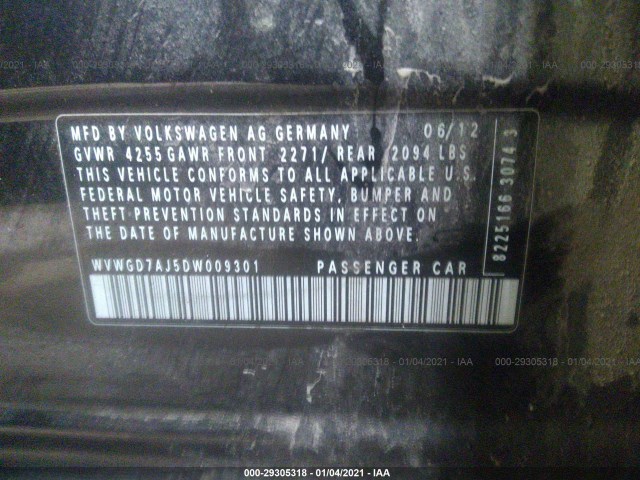 MFD BY VOLKSWAGEN AG GERMANY 06/12
GVWR 4255 GAWR FRONT 2271/ REAR 2094 LBS
THIS VEHICLE CONFORMS TO ALL APPLICABLE U.S.
FEDERAL MOTOR VEHICLE SAFETY, BUMPER AND
THEFT PREVENTION STANDARDS IN EFFECT ON
THE DATE OF MANUFACTURE SHOWN ABOVE.
WVWGD7AJ5DW009301 PASSENGER CAR
8225166 3074 3
000-29305318 - 01/04/2021 - IAA
000-29305318 - 01/04/2021 - IAA
000-29305318 - 01/04/2021 - IAA